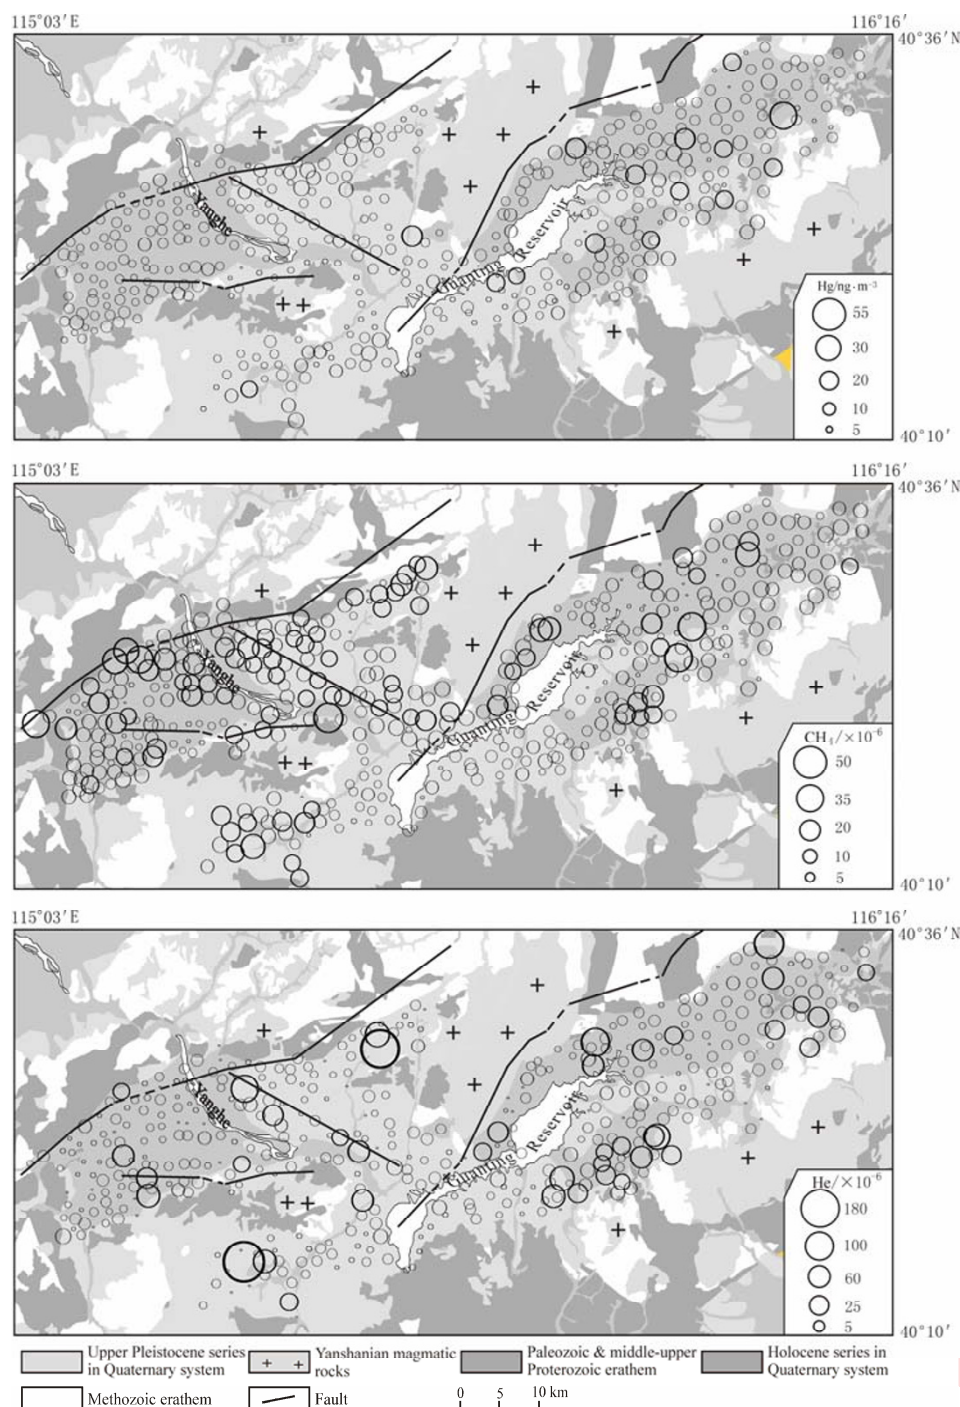 115°03′E 116°16′
40°36′N
Yanghe
Guanting
Reservoir
Hg/ng·m⁻³
55
30
20
10
5
40°10′
115°03′E 116°16′
40°36′N
Yanghe
Guanting
Reservoir
CH₄/×10⁻⁶
50
35
20
10
5
40°10′
115°03′E 116°16′
40°36′N
Yanghe
Guanting
Reservoir
He/×10⁻⁶
180
100
60
25
5
40°10′
Upper Pleistocene series Yanshanian magmatic Paleozoic & middle-upper Holocene series in
in Quaternary system rocks Proterozoic erathem Quaternary system
Methozoic erathem Fault 0 5 10 km